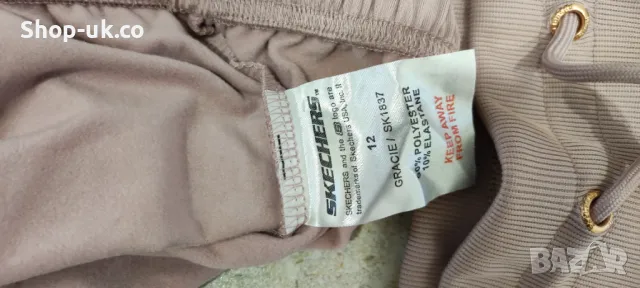 Shop-uk.co
SKECHERS
SKECHERS and the S logo are
trademarks of Skechers USA, Inc. II
12
GRACIE / SK1837
90% POLYESTER
10% ELASTANE
KEEP AWAY
FROM FIRE
BAZAR